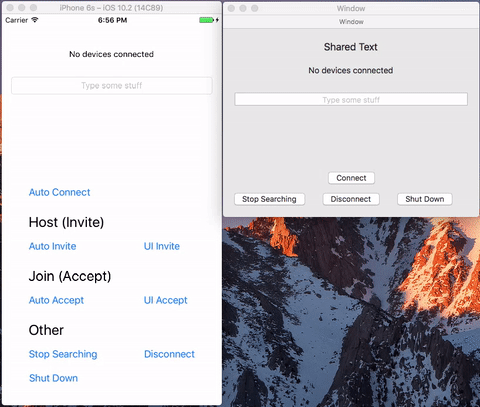 iPhone 6s – iOS 10.2 (14C89)
Carrier 6:56 PM
No devices connected
Type some stuff
Auto Connect
Host (Invite)
Auto Invite UI Invite
Join (Accept)
Auto Accept UI Accept
Other
Stop Searching Disconnect
Shut Down
Window
Window
Shared Text
No devices connected
Type some stuff
Connect
Stop Searching Disconnect Shut Down